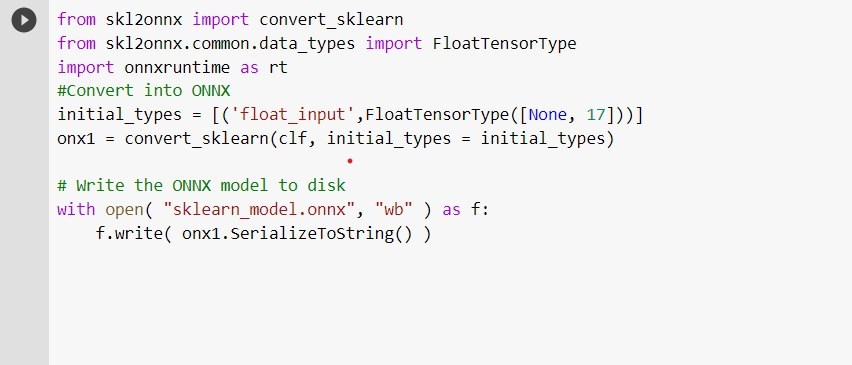 from skl2onnx import convert_sklearn
from skl2onnx.common.data_types import FloatTensorType
import onnxruntime as rt
#Convert into ONNX
initial_types = [('float_input',FloatTensorType([None, 17]))]
onx1 = convert_sklearn(clf, initial_types = initial_types)
# Write the ONNX model to disk
with open( "sklearn_model.onnx", "wb" ) as f:
    f.write( onx1.SerializeToString() )